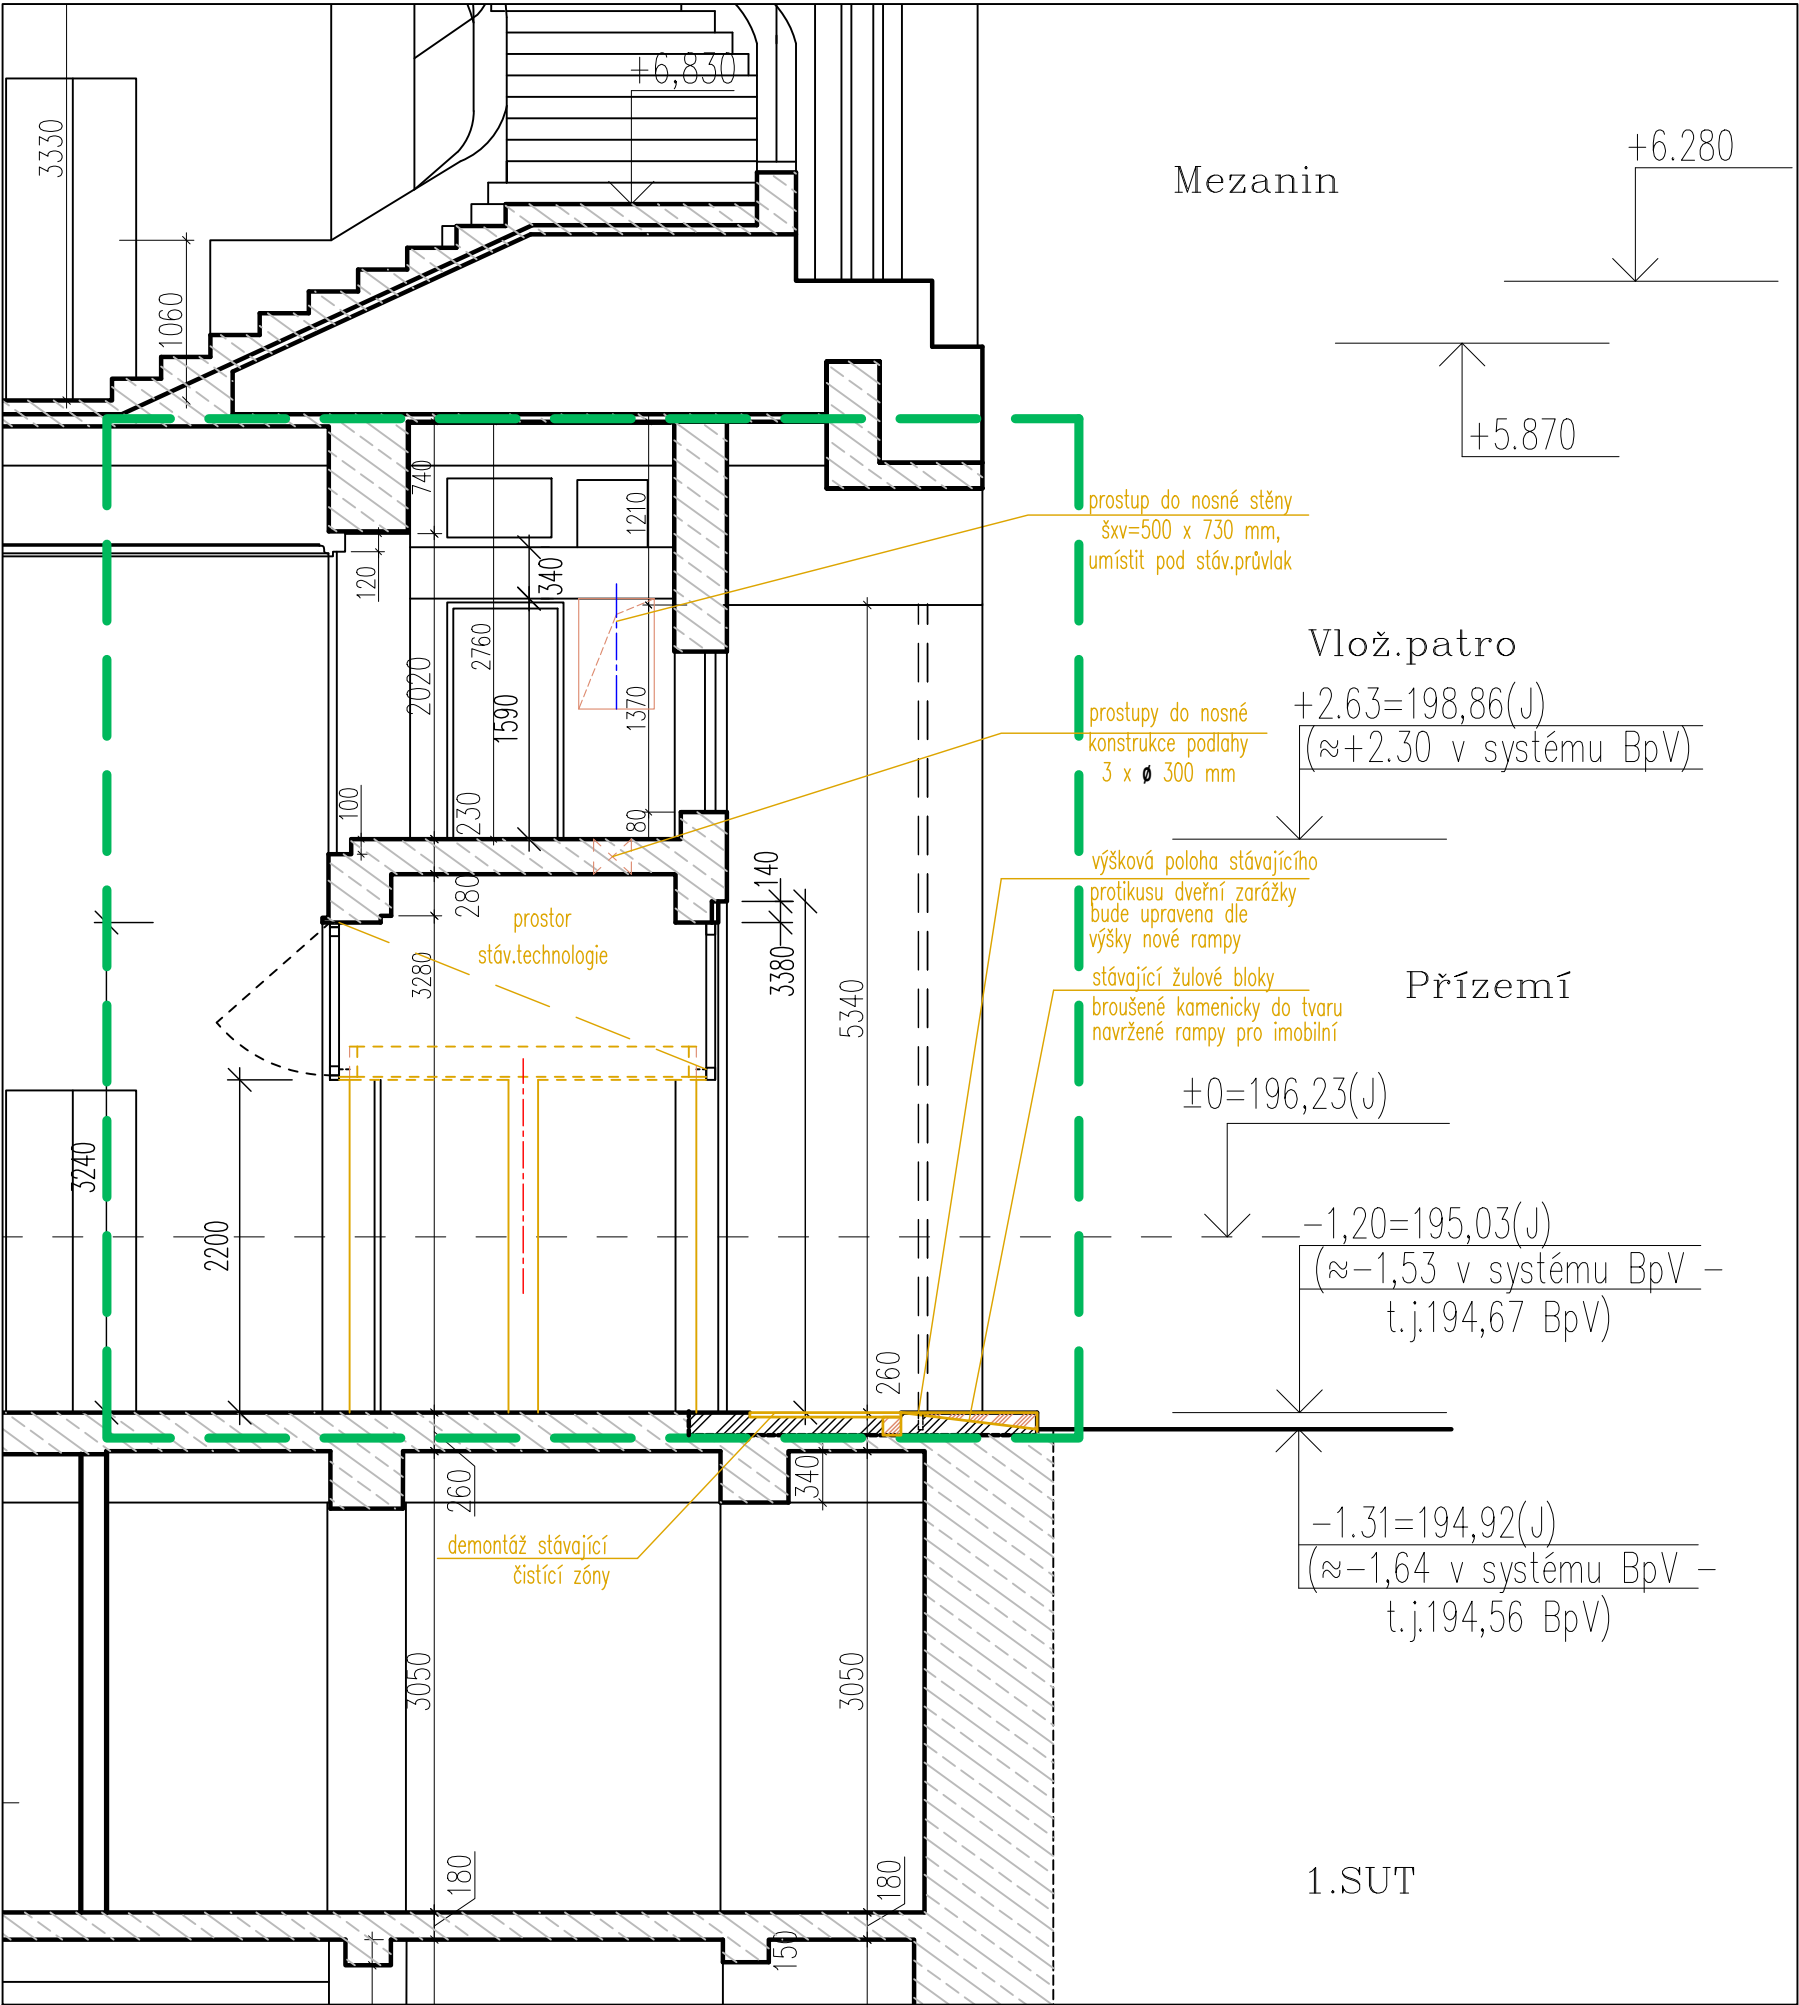 +6,830
3330
Mezanin
+6.280
1060
+5.870
740
1210
prostup do nosné stěny
šxv=500 x 730 mm,
umístit pod stáv.průvlak
120
340
2760
2020
1590
1370
Vlož.patro
+2.63=198,86(J)
(≈+2.30 v systému BpV)
prostupy do nosné
konstrukce podlahy
3 x ø 300 mm
100
230
80
140
280
výšková poloha stávajícího
protikusu dveřní zarážky
bude upravena dle
výšky nové rampy
prostor
stáv.technologie
3280
3380
5340
stávající žulové bloky
broušené kamenicky do tvaru
navržené rampy pro imobilní
Přízemí
±0=196,23(J)
3240
2200
-1,20=195,03(J)
(≈-1,53 v systému BpV -
t.j.194,67 BpV)
260
260
340
-1.31=194,92(J)
(≈-1,64 v systému BpV -
t.j.194,56 BpV)
demontáž stávající
čistící zóny
3050
3050
180
180
1.SUT
150